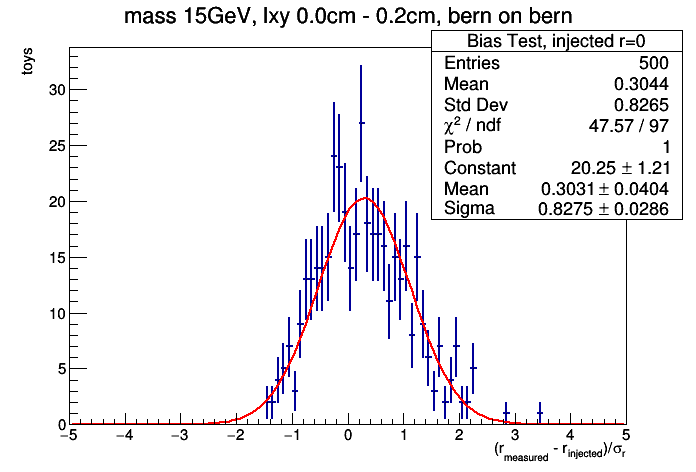 mass 15GeV, lxy 0.0cm - 0.2cm, bern on bern
Bias Test, injected r=0
Entries 500
Mean 0.3044
Std Dev 0.8265
χ² / ndf 47.57 / 97
Prob 1
Constant 20.25 ± 1.21
Mean 0.3031 ± 0.0404
Sigma 0.8275 ± 0.0286
toys
30
25
20
15
10
5
0
−5 −4 −3 −2 −1 0 1 2 3 4 5
(r_measured - r_injected)/σ_r